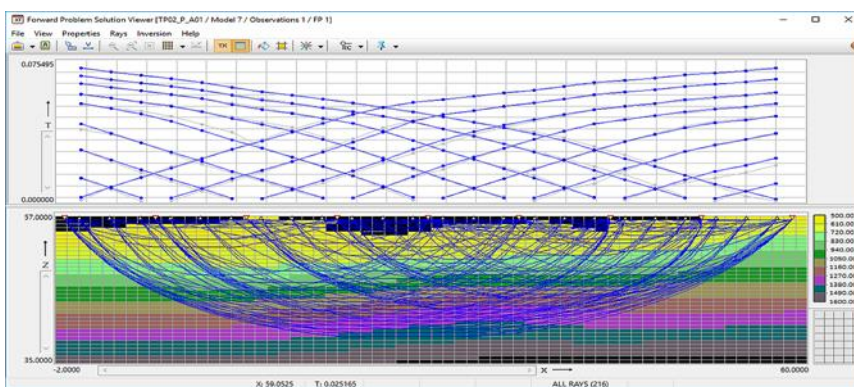 Forward Problem Solution Viewer [TP02_P_A01 / Model 7 / Observations 1 / FP 1]
File View Properties Rays Inversion Help
TX
0.075495
T
0.000000
37.0000
Z
35.0000
-2.0000
X
60.0000
500.00
610.00
720.00
830.00
940.00
1050.00
1160.00
1270.00
1380.00
1490.00
1600.00
X: 59.0525 T: 0.025165 ALL RAYS (216)